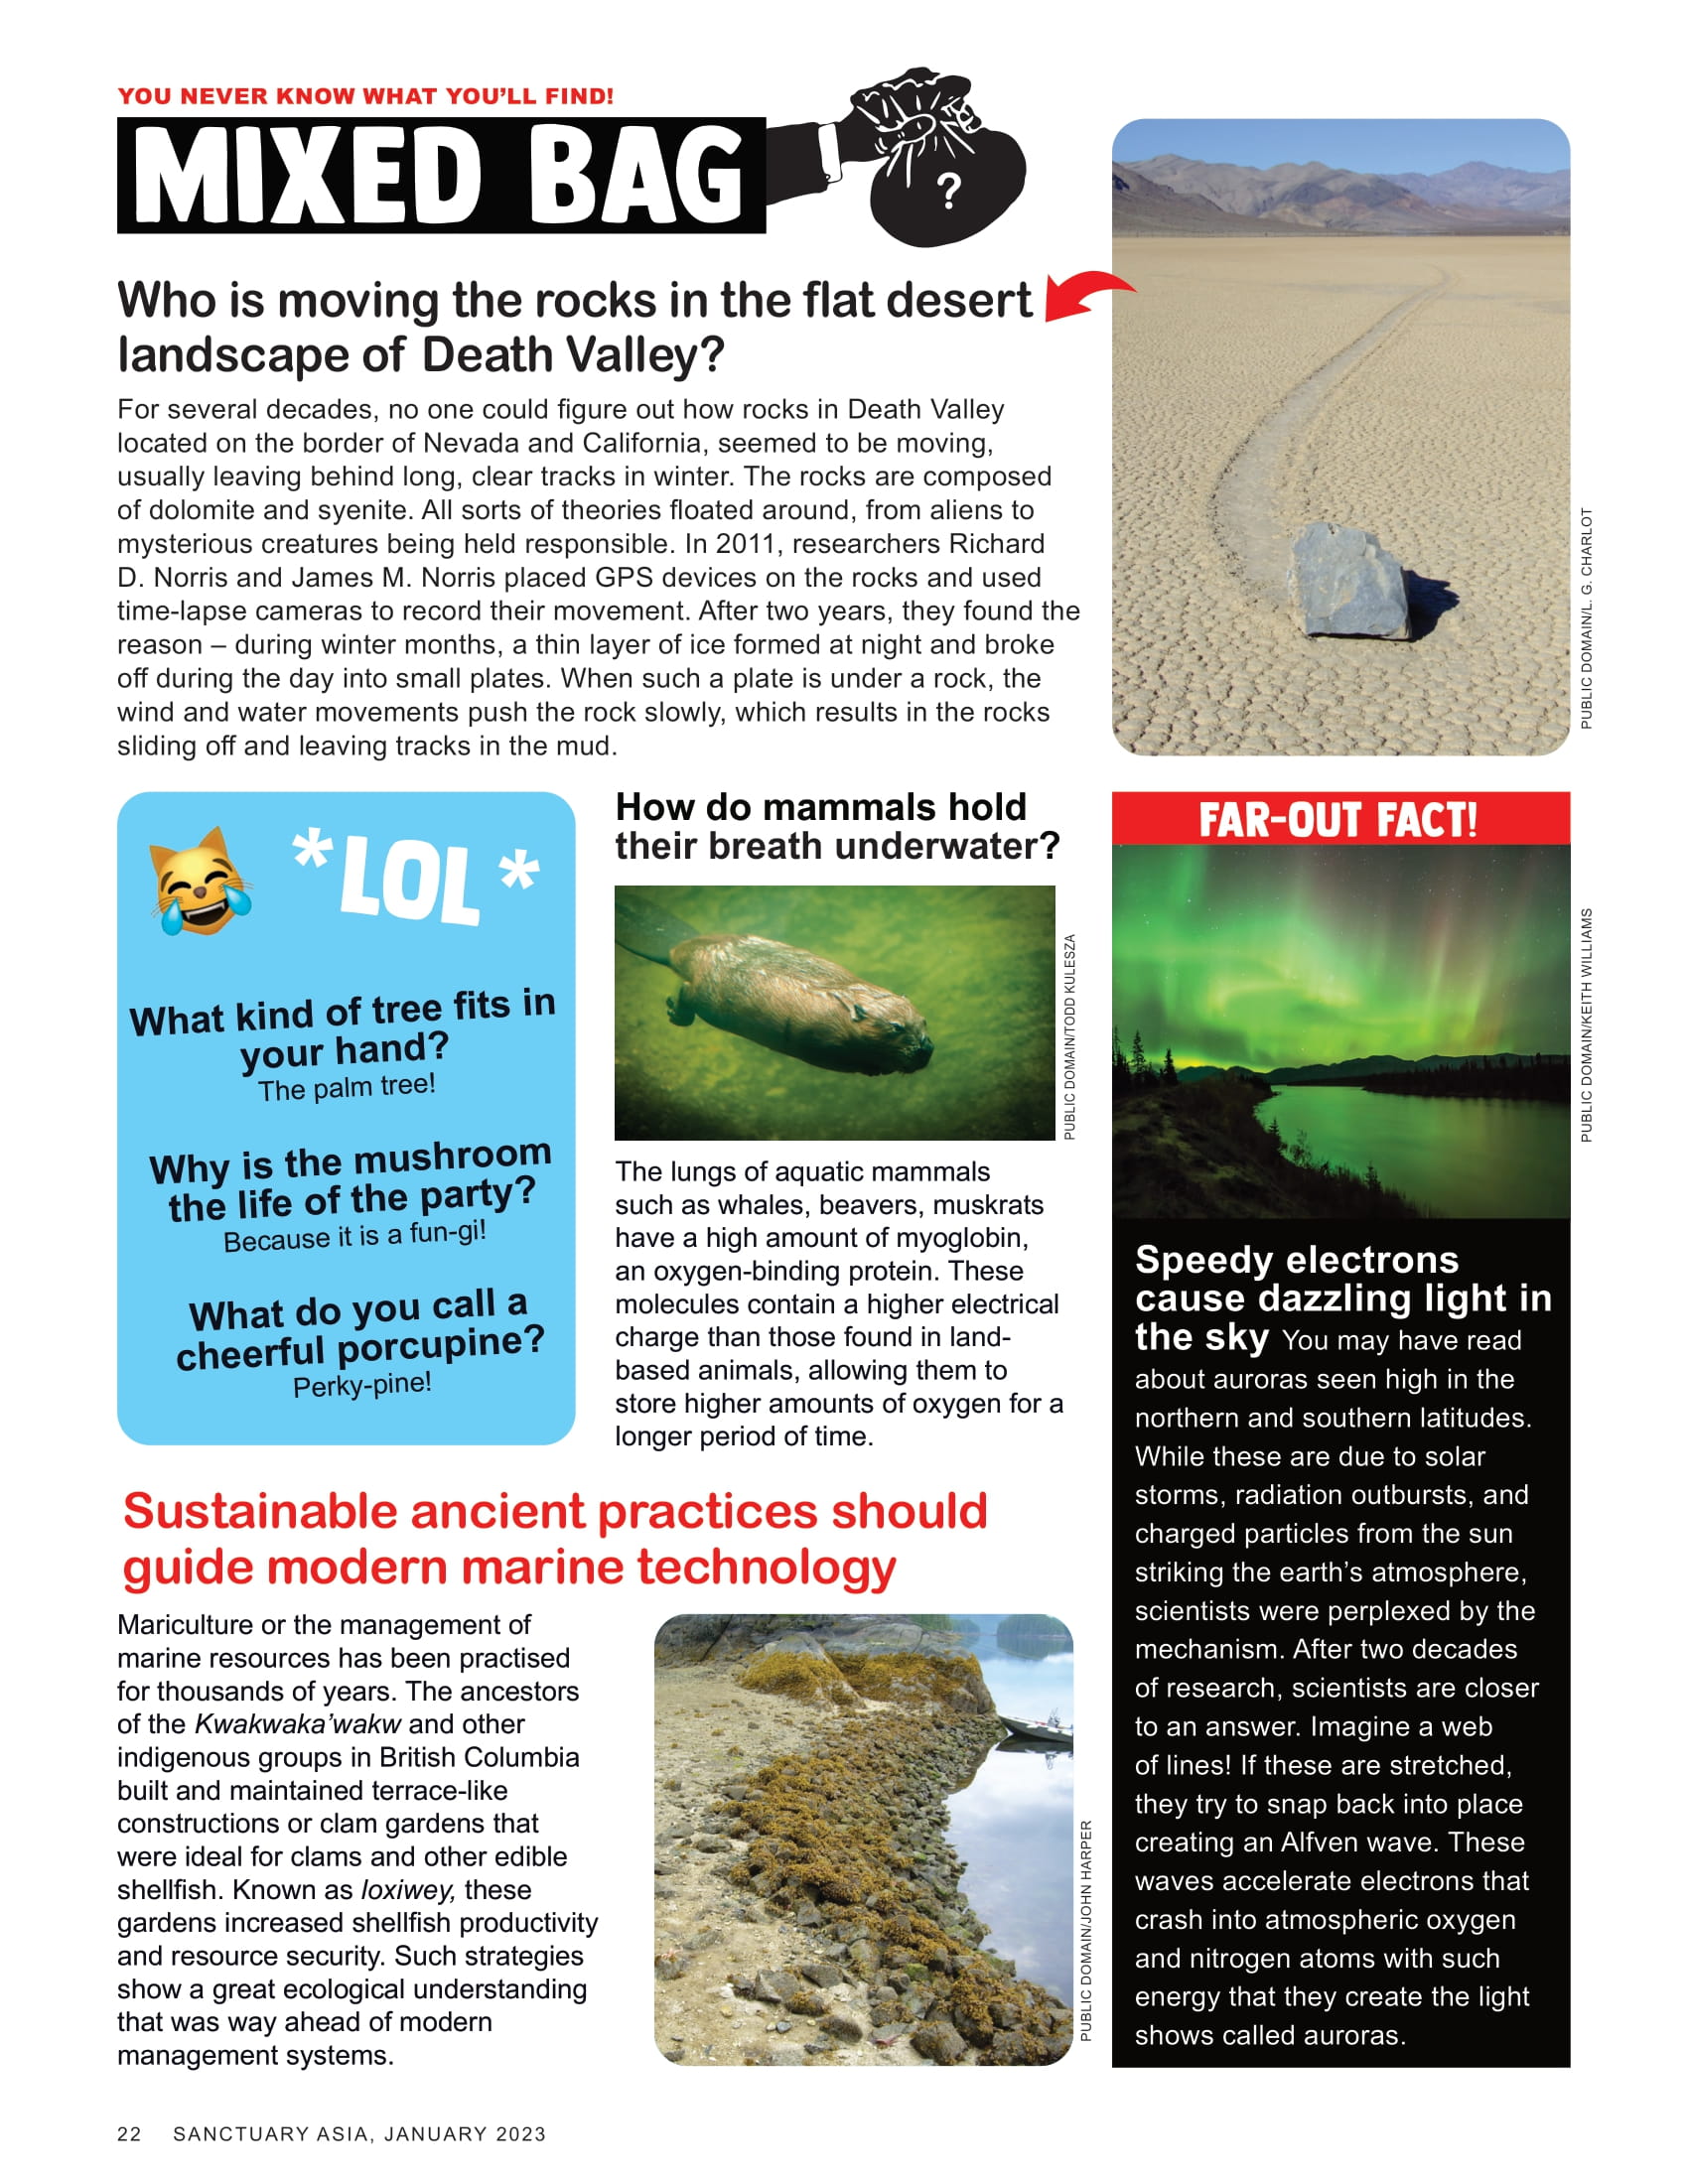 YOU NEVER KNOW WHAT YOU'LL FIND!
MIXED BAG
?
Who is moving the rocks in the flat desert
landscape of Death Valley?
For several decades, no one could figure out how rocks in Death Valley
located on the border of Nevada and California, seemed to be moving,
usually leaving behind long, clear tracks in winter. The rocks are composed
of dolomite and syenite. All sorts of theories floated around, from aliens to
mysterious creatures being held responsible. In 2011, researchers Richard
D. Norris and James M. Norris placed GPS devices on the rocks and used
time-lapse cameras to record their movement. After two years, they found the
reason – during winter months, a thin layer of ice formed at night and broke
off during the day into small plates. When such a plate is under a rock, the
wind and water movements push the rock slowly, which results in the rocks
sliding off and leaving tracks in the mud.
PUBLIC DOMAIN/L. G. CHARLOT
*LOL*
What kind of tree fits in
your hand?
The palm tree!
Why is the mushroom
the life of the party?
Because it is a fun-gi!
What do you call a
cheerful porcupine?
Perky-pine!
How do mammals hold
their breath underwater?
PUBLIC DOMAIN/TODD KULESZA
The lungs of aquatic mammals
such as whales, beavers, muskrats
have a high amount of myoglobin,
an oxygen-binding protein. These
molecules contain a higher electrical
charge than those found in land-
based animals, allowing them to
store higher amounts of oxygen for a
longer period of time.
FAR-OUT FACT!
PUBLIC DOMAIN/KEITH WILLIAMS
Speedy electrons
cause dazzling light in
the sky You may have read
about auroras seen high in the
northern and southern latitudes.
While these are due to solar
storms, radiation outbursts, and
charged particles from the sun
striking the earth's atmosphere,
scientists were perplexed by the
mechanism. After two decades
of research, scientists are closer
to an answer. Imagine a web
of lines! If these are stretched,
they try to snap back into place
creating an Alfven wave. These
waves accelerate electrons that
crash into atmospheric oxygen
and nitrogen atoms with such
energy that they create the light
shows called auroras.
Sustainable ancient practices should
guide modern marine technology
Mariculture or the management of
marine resources has been practised
for thousands of years. The ancestors
of the Kwakwaka'wakw and other
indigenous groups in British Columbia
built and maintained terrace-like
constructions or clam gardens that
were ideal for clams and other edible
shellfish. Known as loxiwey, these
gardens increased shellfish productivity
and resource security. Such strategies
show a great ecological understanding
that was way ahead of modern
management systems.
PUBLIC DOMAIN/JOHN HARPER
22 SANCTUARY ASIA, JANUARY 2023